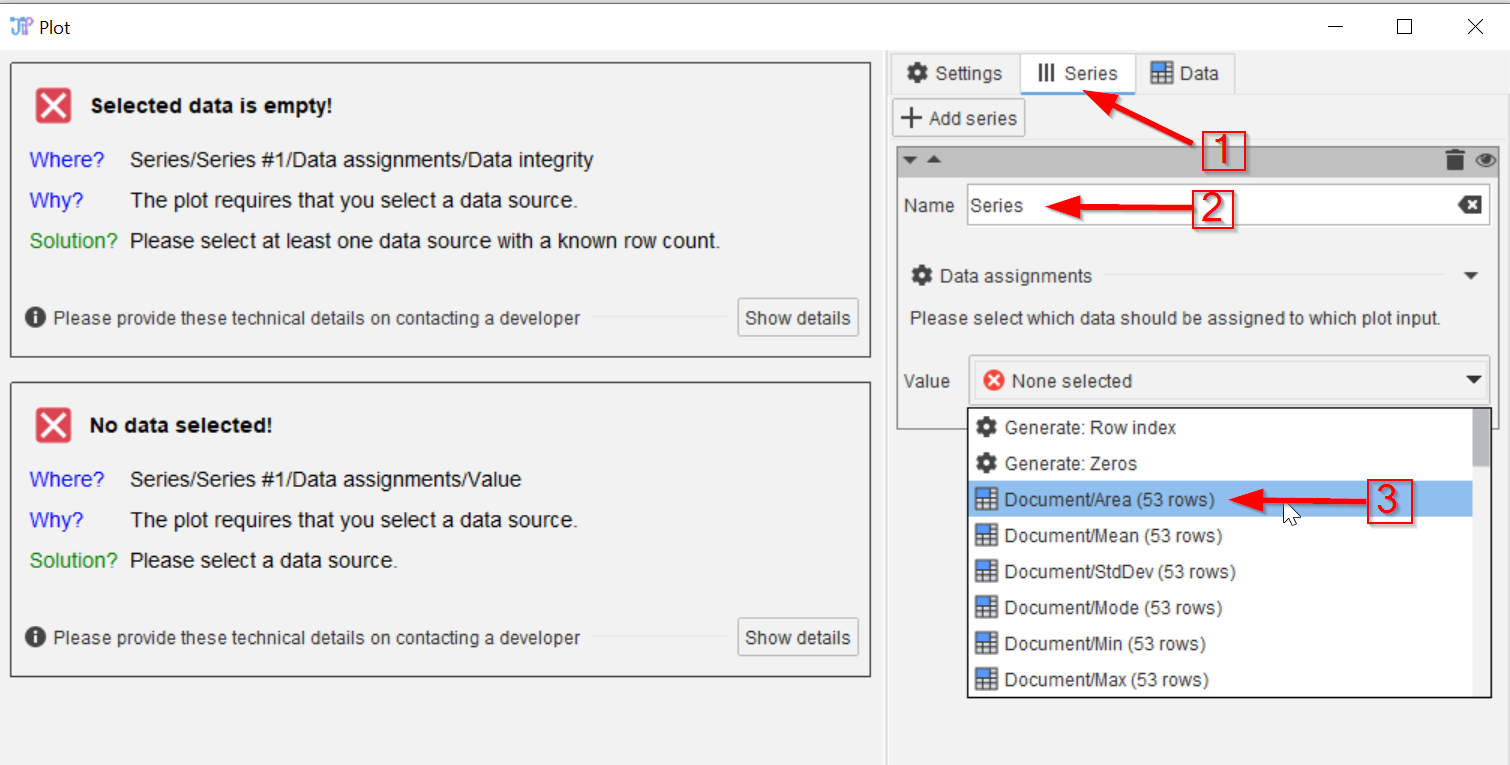 Plot
Selected data is empty!
Where? Series/Series #1/Data assignments/Data integrity
Why? The plot requires that you select a data source.
Solution? Please select at least one data source with a known row count.
Please provide these technical details on contacting a developer Show details
No data selected!
Where? Series/Series #1/Data assignments/Value
Why? The plot requires that you select a data source.
Solution? Please select a data source.
Please provide these technical details on contacting a developer Show details
Settings Series Data
Add series
1
Name Series 2
Data assignments
Please select which data should be assigned to which plot input.
Value None selected
Generate: Row index
Generate: Zeros
Document/Area (53 rows) 3
Document/Mean (53 rows)
Document/StdDev (53 rows)
Document/Mode (53 rows)
Document/Min (53 rows)
Document/Max (53 rows)